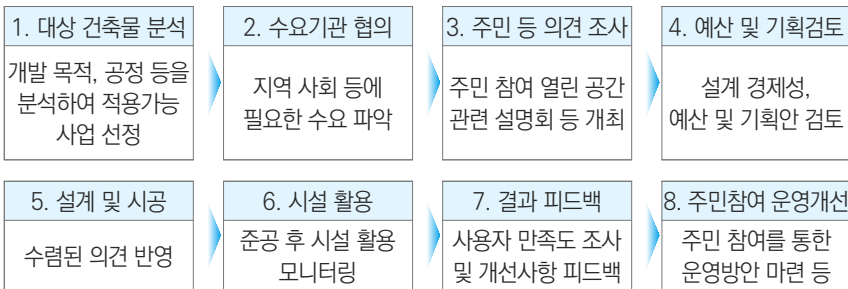 1. 대상 건축물 분석
개발 목적, 공정 등을
분석하여 적용가능
사업 선정
2. 수요기관 협의
지역 사회 등에
필요한 수요 파악
3. 주민 등 의견 조사
주민 참여 열린 공간
관련 설명회 등 개최
4. 예산 및 기획검토
설계 경제성,
예산 및 기획안 검토
5. 설계 및 시공
수렴된 의견 반영
6. 시설 활용
준공 후 시설 활용
모니터링
7. 결과 피드백
사용자 만족도 조사
및 개선사항 피드백
8. 주민참여 운영개선
주민 참여를 통한
운영방안 마련 등